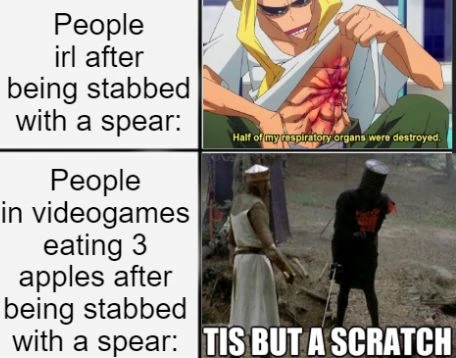 People
irl after
being stabbed
with a spear:
Half of my respiratory organs were destroyed.
People
in videogames
eating 3
apples after
being stabbed
with a spear:
TIS BUT A SCRATCH